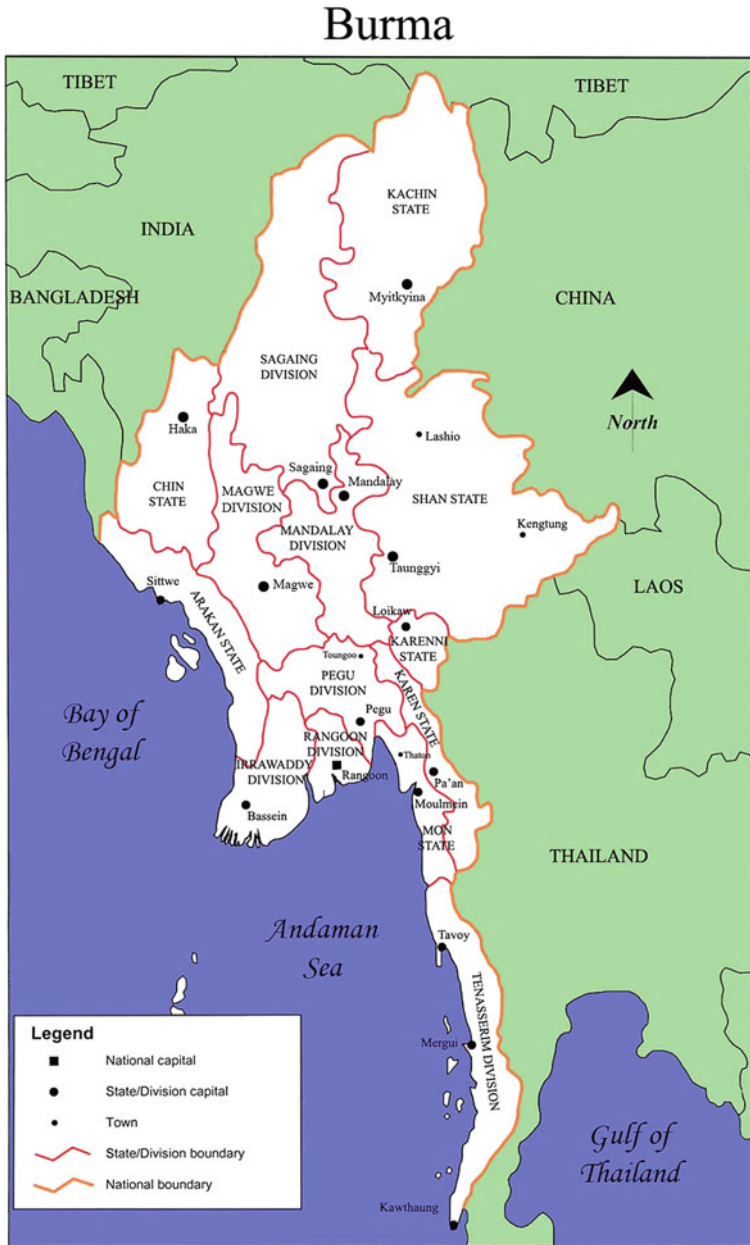 Burma
TIBET
TIBET
KACHIN
STATE
INDIA
Myitkyina
BANGLADESH
CHINA
SAGAING
DIVISION
North
Haka
Lashio
Sagaing
Mandalay
CHIN
STATE
MAGWE
DIVISION
SHAN STATE
MANDALAY
DIVISION
Kengtung
Taunggyi
Sittwe
Magwe
LAOS
ARAKAN STATE
Loikaw
KARENNI
STATE
Toungoo
PEGU
DIVISION
KAREN STATE
Bay of
Bengal
Pegu
RANGOON
DIVISION
IRRAWADDY
DIVISION
Rangoon
Thaton
Pa'an
Bassein
Moulmein
MON
STATE
THAILAND
Andaman
Sea
Tavoy
TENASSERIM DIVISION
Mergui
Gulf of
Thailand
Kawthaung
Legend
National capital
State/Division capital
Town
State/Division boundary
National boundary